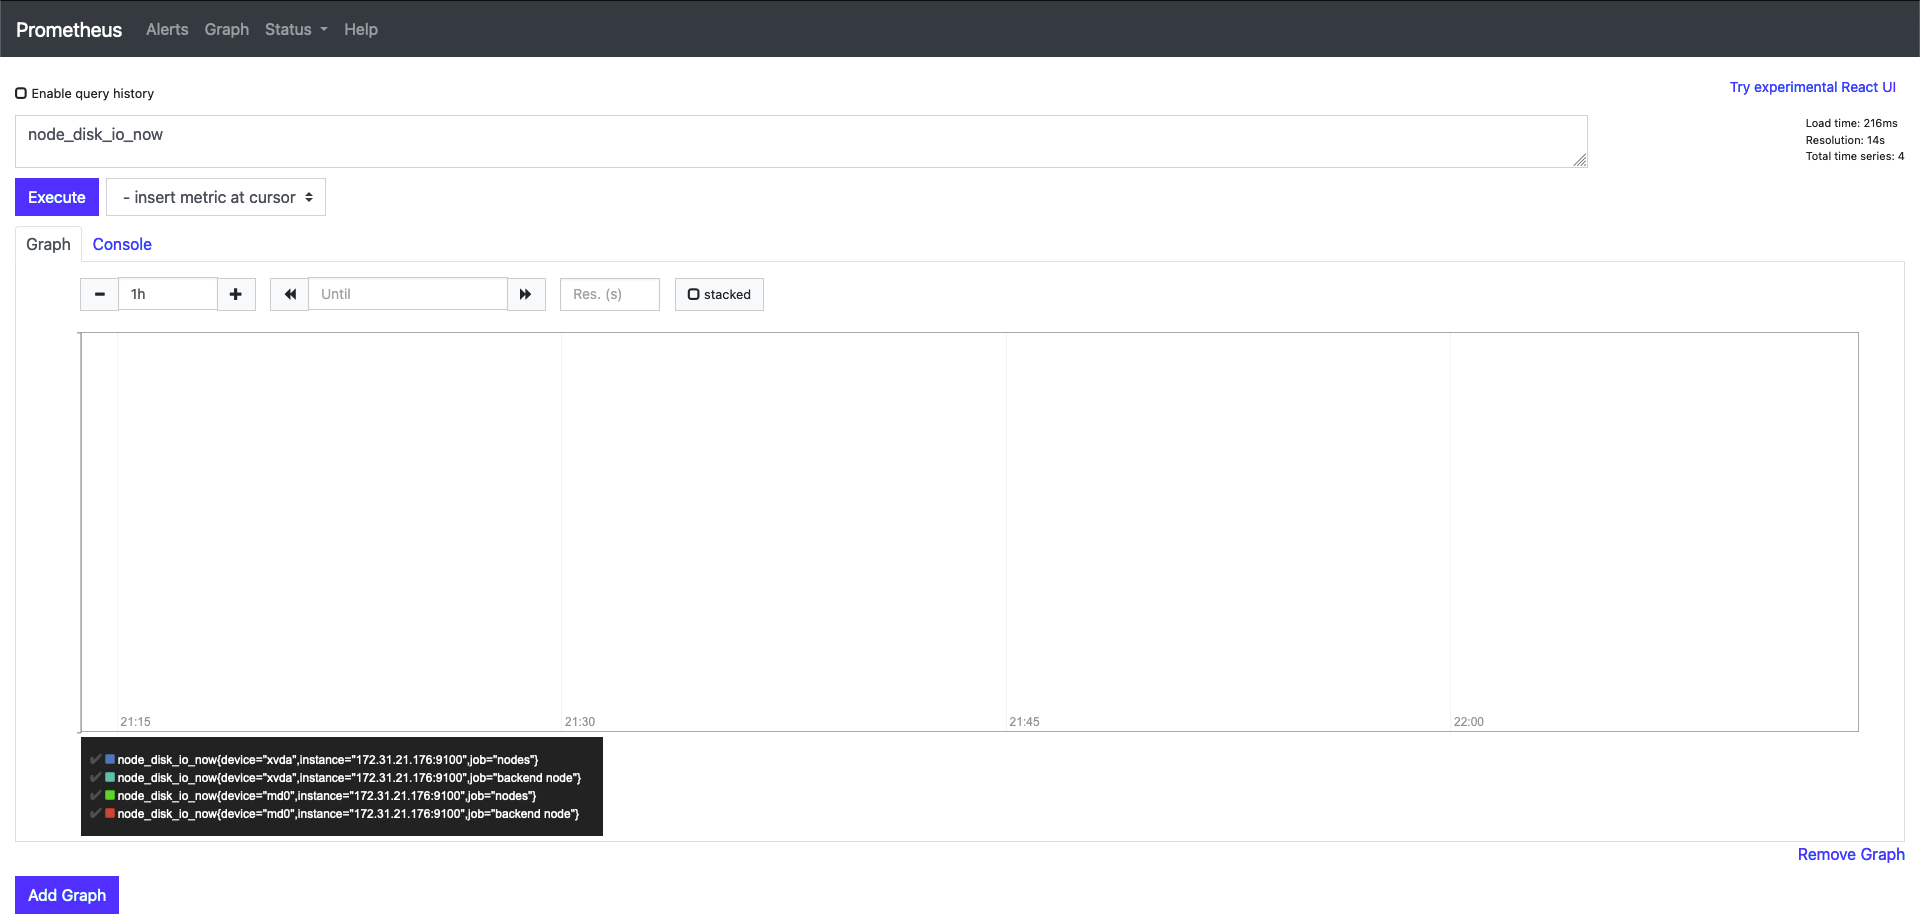 Prometheus Alerts Graph Status Help
Enable query history
Try experimental React UI
node_disk_io_now
Load time: 216ms
Resolution: 14s
Total time series: 4
Execute - insert metric at cursor
Graph Console
1h Until Res. (s) stacked
21:15 21:30 21:45 22:00
node_disk_io_now{device="xvda",instance="172.31.21.176:9100",job="nodes"}
node_disk_io_now{device="xvda",instance="172.31.21.176:9100",job="backend node"}
node_disk_io_now{device="md0",instance="172.31.21.176:9100",job="nodes"}
node_disk_io_now{device="md0",instance="172.31.21.176:9100",job="backend node"}
Remove Graph
Add Graph